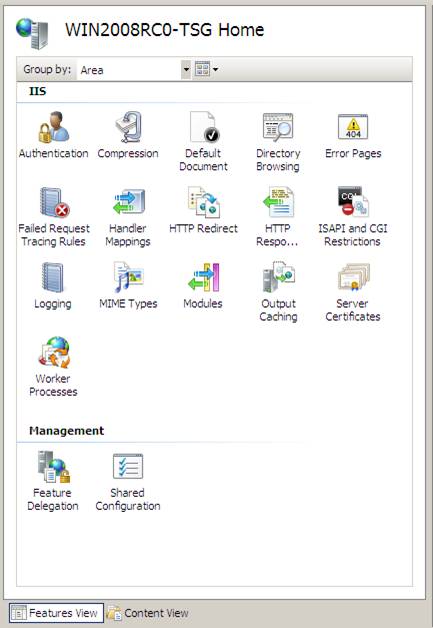 WIN2008RC0-TSG Home
Group by: Area
IIS
Authentication Compression Default Document Directory Browsing Error Pages
404
Failed Request Tracing Rules Handler Mappings HTTP Redirect HTTP Respo... ISAPI and CGI Restrictions
Logging MIME Types Modules Output Caching Server Certificates
Worker Processes
Management
Feature Delegation Shared Configuration
Features View Content View